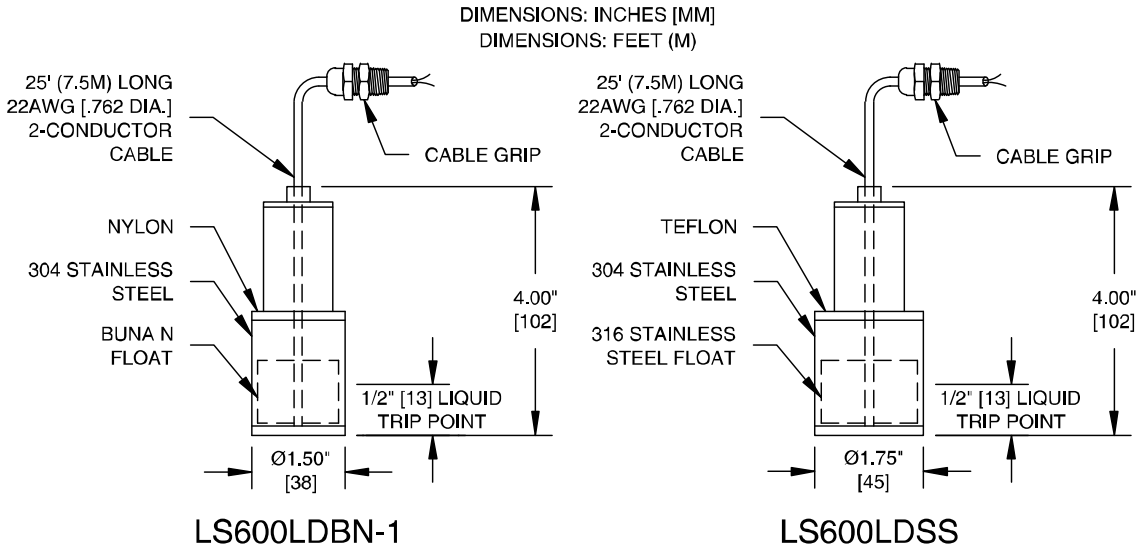 DIMENSIONS: INCHES [MM]
DIMENSIONS: FEET (M)
25' (7.5M) LONG
22AWG [.762 DIA.]
2-CONDUCTOR
CABLE
CABLE GRIP
NYLON
304 STAINLESS
STEEL
BUNA N
FLOAT
4.00"
[102]
1/2" [13] LIQUID
TRIP POINT
Ø1.50"
[38]
LS600LDBN-1
25' (7.5M) LONG
22AWG [.762 DIA.]
2-CONDUCTOR
CABLE
CABLE GRIP
TEFLON
304 STAINLESS
STEEL
316 STAINLESS
STEEL FLOAT
4.00"
[102]
1/2" [13] LIQUID
TRIP POINT
Ø1.75"
[45]
LS600LDSS